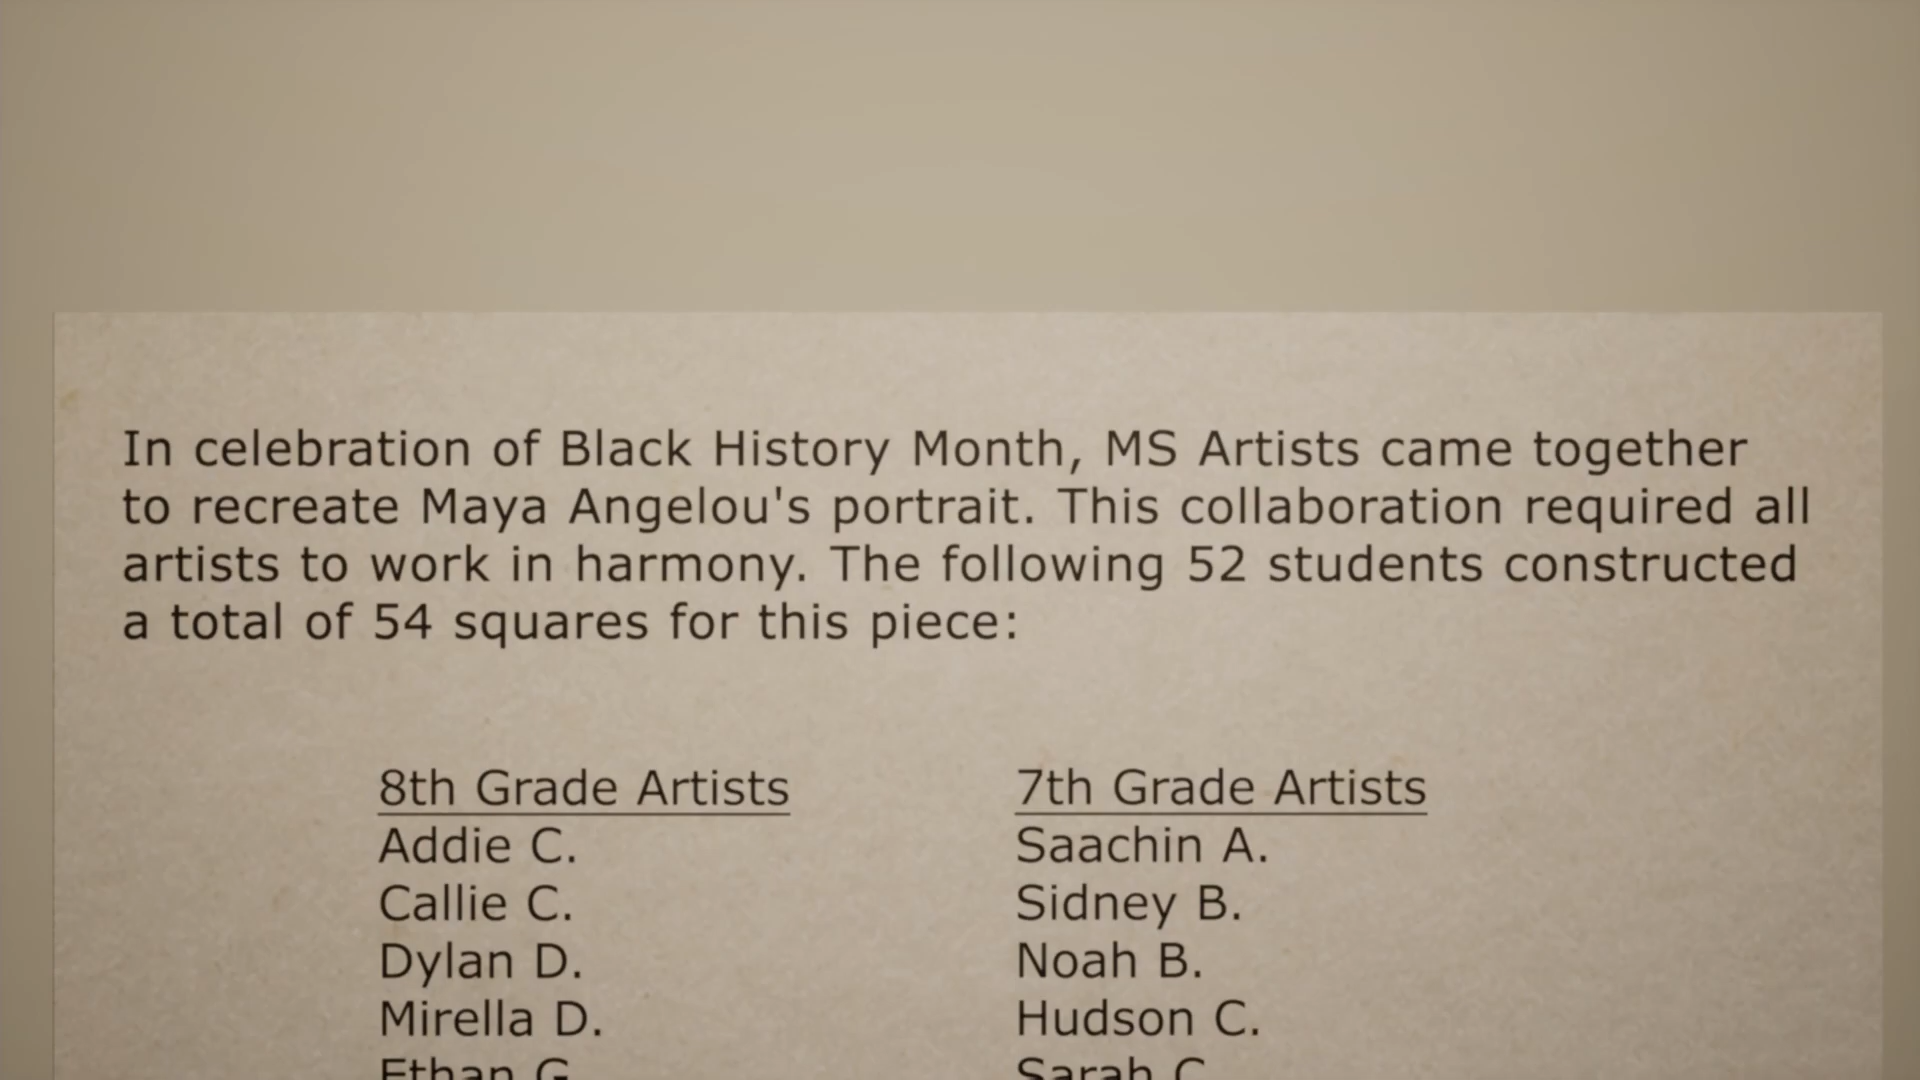 In celebration of Black History Month, MS Artists came together
to recreate Maya Angelou's portrait. This collaboration required all
artists to work in harmony. The following 52 students constructed
a total of 54 squares for this piece:
8th Grade Artists
Addie C.
Callie C.
Dylan D.
Mirella D.
Ethan G.
7th Grade Artists
Saachin A.
Sidney B.
Noah B.
Hudson C.
Sarah C.